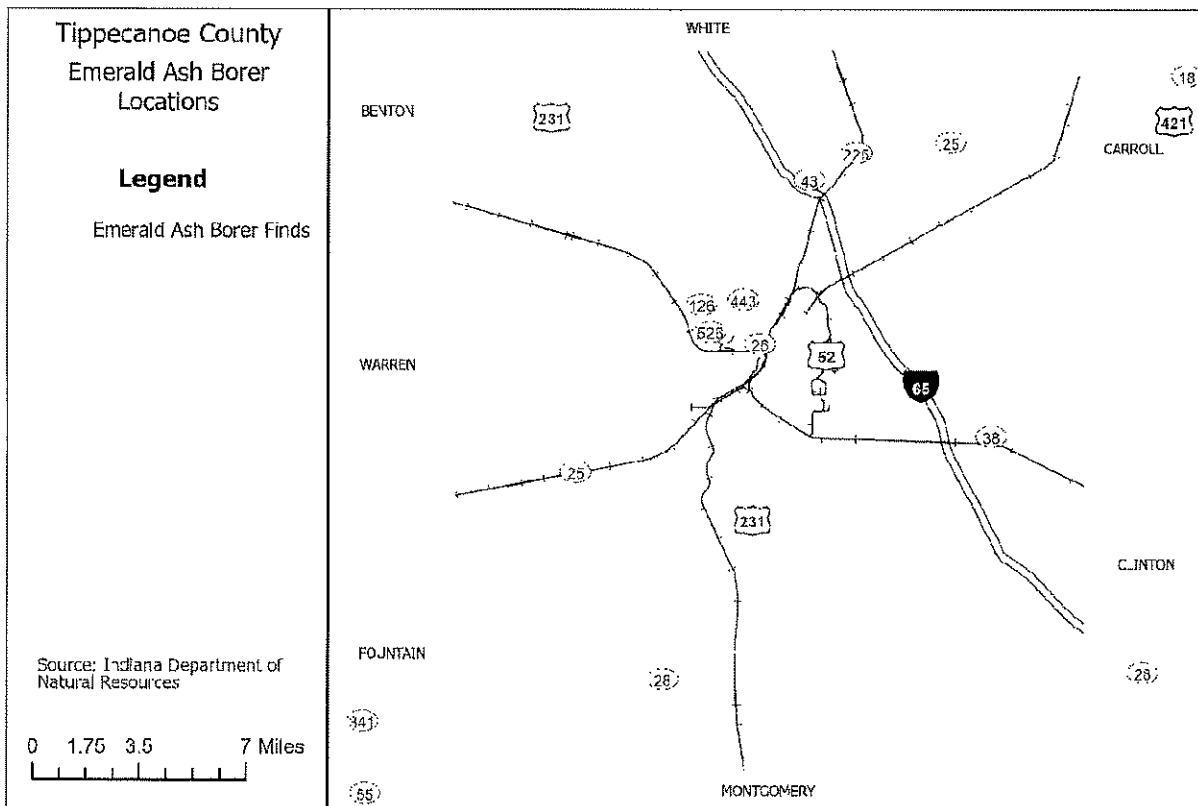 Tippecanoe County
Emerald Ash Borer
Locations
Legend
Emerald Ash Borer Finds
Source: Indiana Department of
Natural Resources
0 1.75 3.5 7 Miles
WHITE
BENTON
231
18
421
225
25
CARROLL
43
126
443
526
26
52
WARREN
65
38
25
231
CLINTON
FOUNTAIN
28
28
341
55
MONTGOMERY